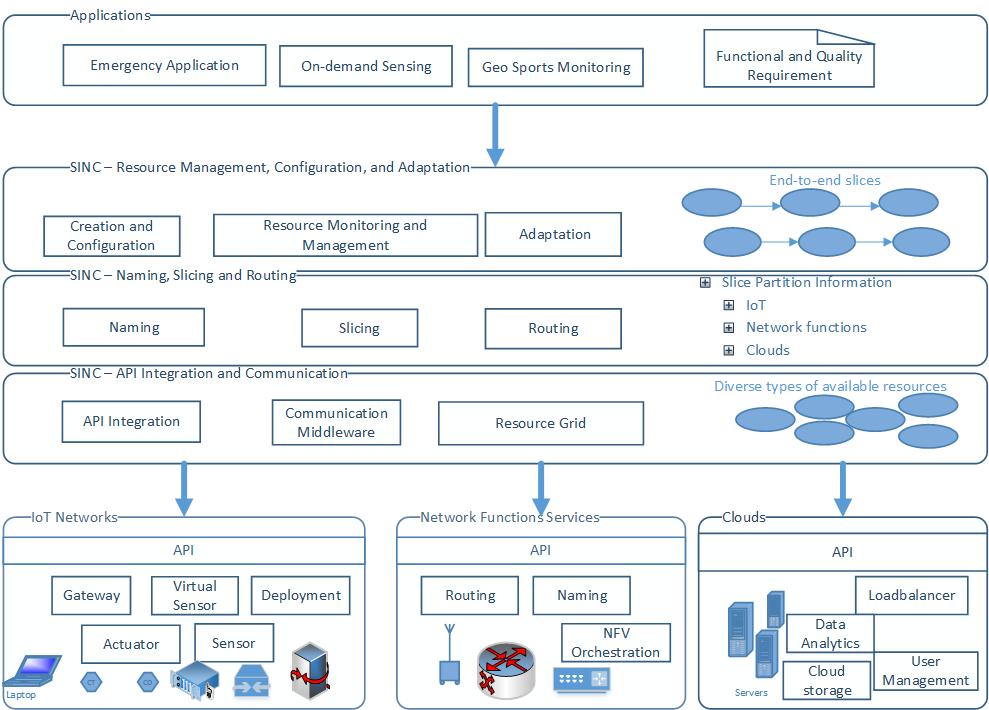 Applications
Emergency Application
On-demand Sensing
Geo Sports Monitoring
Functional and Quality
Requirement
SINC – Resource Management, Configuration, and Adaptation
End-to-end slices
Creation and
Configuration
Resource Monitoring and
Management
Adaptation
SINC – Naming, Slicing and Routing
Slice Partition Information
IoT
Network functions
Clouds
Naming
Slicing
Routing
SINC – API Integration and Communication
Diverse types of available resources
API Integration
Communication
Middleware
Resource Grid
IoT Networks
API
Gateway
Virtual
Sensor
Deployment
Actuator
Sensor
Laptop
CT
CO
Network Functions Services
API
Routing
Naming
NFV
Orchestration
Clouds
API
Loadbalancer
Data
Analytics
User
Management
Cloud
storage
Servers